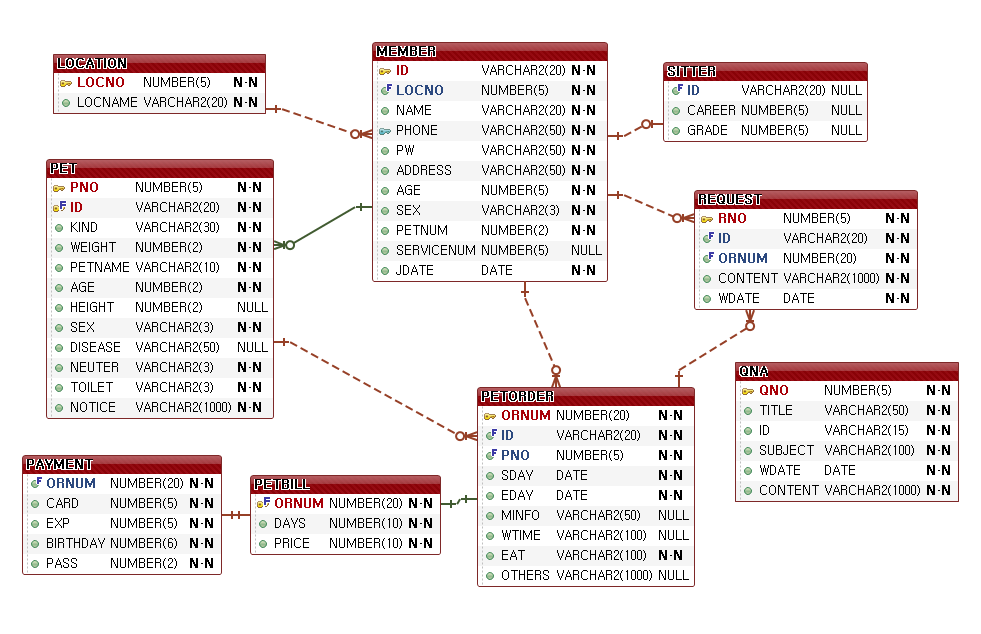 LOCATION
LOCNO NUMBER(5) N-N
LOCNAME VARCHAR2(20) N-N
MEMBER
ID VARCHAR2(20) N-N
LOCNO NUMBER(5) N-N
NAME VARCHAR2(20) N-N
PHONE VARCHAR2(50) N-N
PW VARCHAR2(50) N-N
ADDRESS VARCHAR2(50) N-N
AGE NUMBER(5) N-N
SEX VARCHAR2(3) N-N
PETNUM NUMBER(2) N-N
SERVICENUM NUMBER(5) NULL
JDATE DATE N-N
SITTER
ID VARCHAR2(20) NULL
CAREER NUMBER(5) NULL
GRADE NUMBER(5) NULL
PET
PNO NUMBER(5) N-N
ID VARCHAR2(20) N-N
KIND VARCHAR2(30) N-N
WEIGHT NUMBER(2) N-N
PETNAME VARCHAR2(10) N-N
AGE NUMBER(2) N-N
HEIGHT NUMBER(2) NULL
SEX VARCHAR2(3) N-N
DISEASE VARCHAR2(50) NULL
NEUTER VARCHAR2(3) N-N
TOILET VARCHAR2(3) N-N
NOTICE VARCHAR2(1000) N-N
REQUEST
RNO NUMBER(5) N-N
ID VARCHAR2(20) N-N
ORNUM NUMBER(20) N-N
CONTENT VARCHAR2(1000) N-N
WDATE DATE N-N
QNA
QNO NUMBER(5) N-N
TITLE VARCHAR2(50) N-N
ID VARCHAR2(15) N-N
SUBJECT VARCHAR2(100) N-N
WDATE DATE N-N
CONTENT VARCHAR2(1000) N-N
PETORDER
ORNUM NUMBER(20) N-N
ID VARCHAR2(20) N-N
PNO NUMBER(5) N-N
SDAY DATE N-N
EDAY DATE N-N
MINFO VARCHAR2(50) NULL
WTIME VARCHAR2(100) NULL
EAT VARCHAR2(100) N-N
OTHERS VARCHAR2(1000) NULL
PAYMENT
ORNUM NUMBER(20) N-N
CARD NUMBER(5) N-N
EXP NUMBER(5) N-N
BIRTHDAY NUMBER(6) N-N
PASS NUMBER(2) N-N
PETBILL
ORNUM NUMBER(20) N-N
DAYS NUMBER(10) N-N
PRICE NUMBER(10) N-N